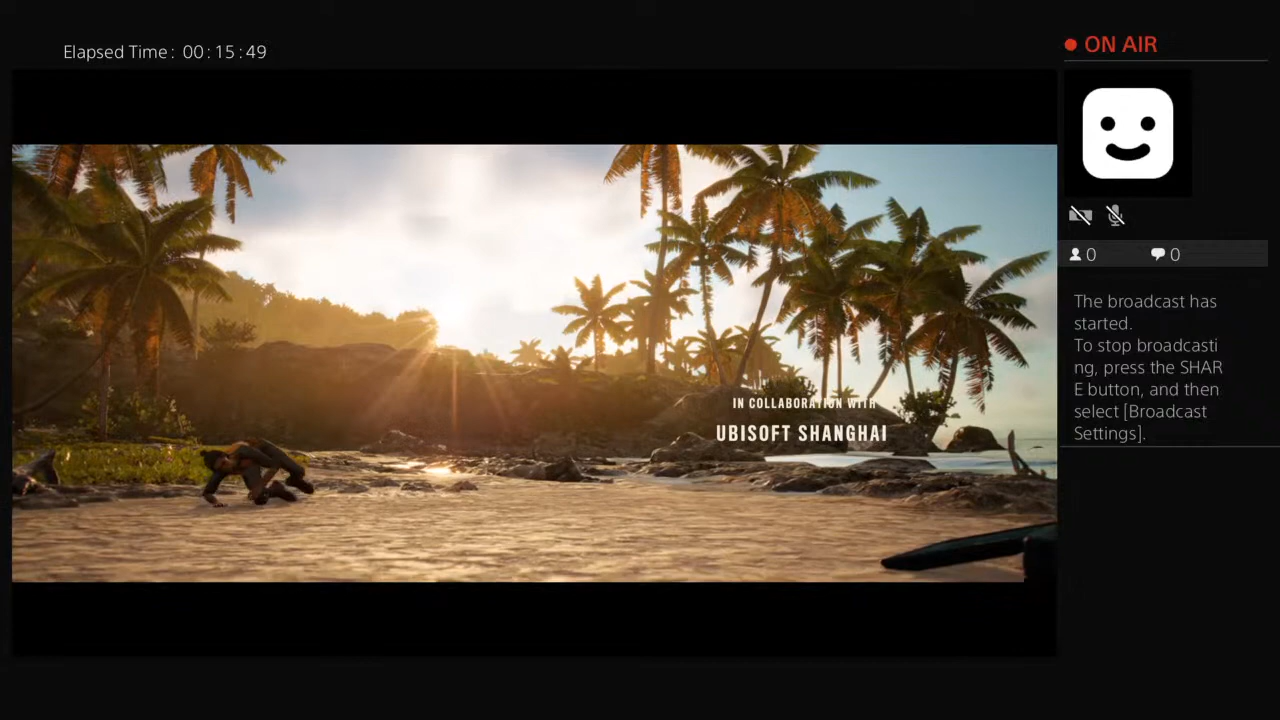 Elapsed Time: 00:15:49
ON AIR
0 0
The broadcast has
started.
To stop broadcasti
ng, press the SHAR
E button, and then
select [Broadcast
Settings].
IN COLLABORATION WITH
UBISOFT SHANGHAI